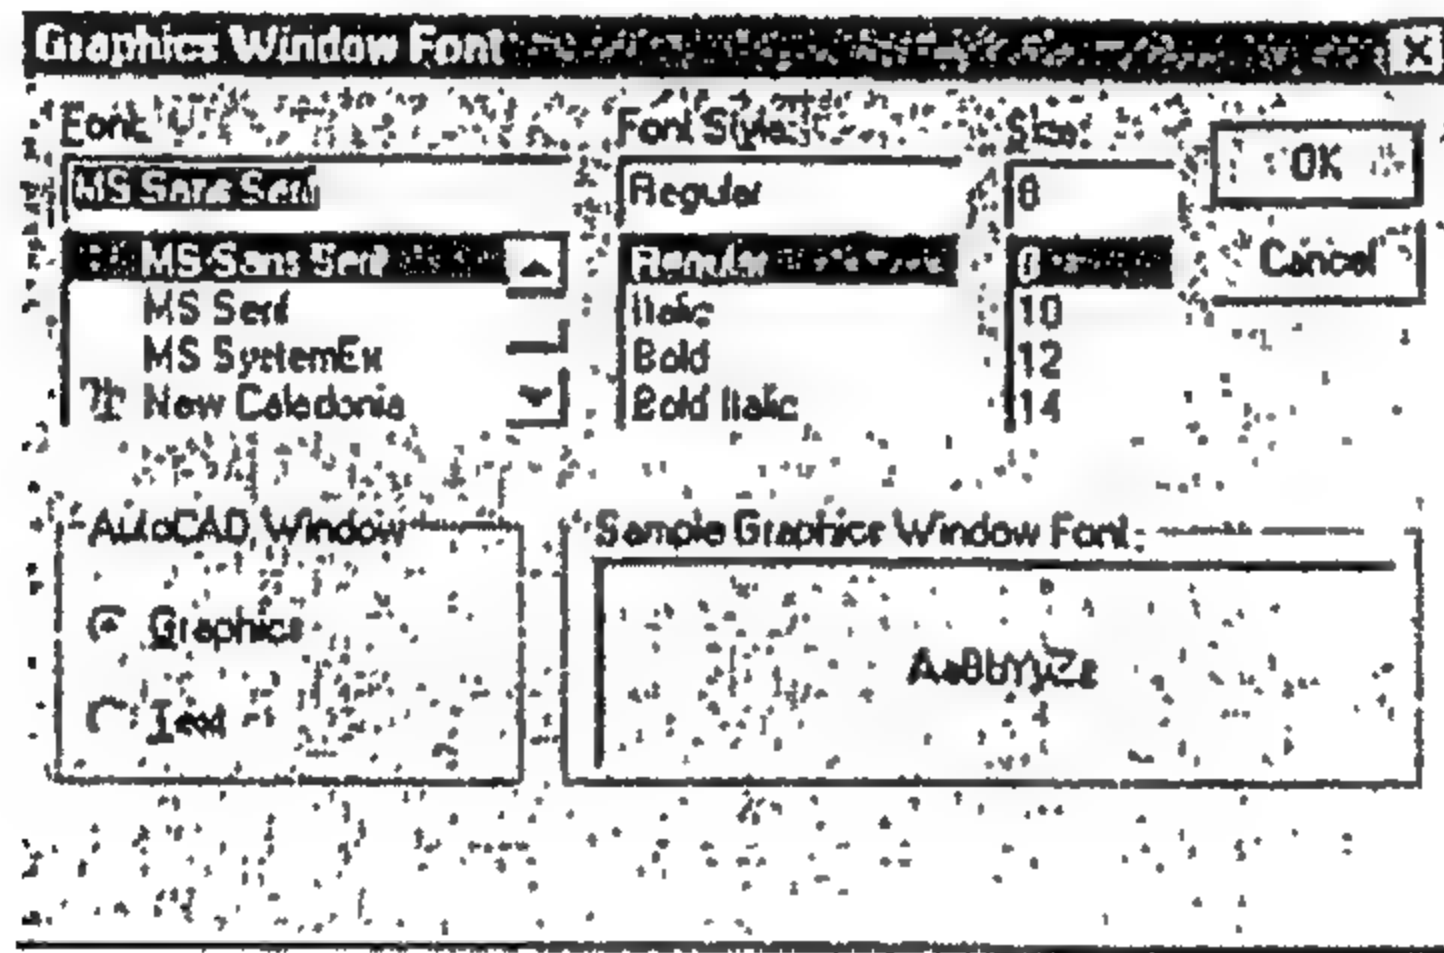 Graphics Window Font
Font:
MS Sans Serif
MS Sans Serif
MS Serif
MS SystemEx
New Caledonia
Font Style:
Regular
Regular
Italic
Bold
Bold Italic
Size:
8
8
10
12
14
OK
Cancel
AutoCAD Window
Graphics
Text
Sample Graphics Window Font:
AaBbYyZz